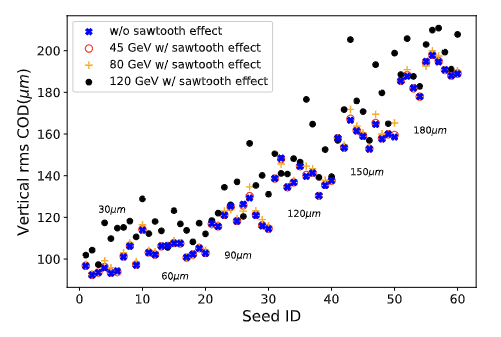 w/o sawtooth effect
45 GeV w/ sawtooth effect
80 GeV w/ sawtooth effect
120 GeV w/ sawtooth effect
Vertical rms COD(μm)
200
180
160
140
120
100
30μm
60μm
90μm
120μm
150μm
180μm
0 10 20 30 40 50 60
Seed ID